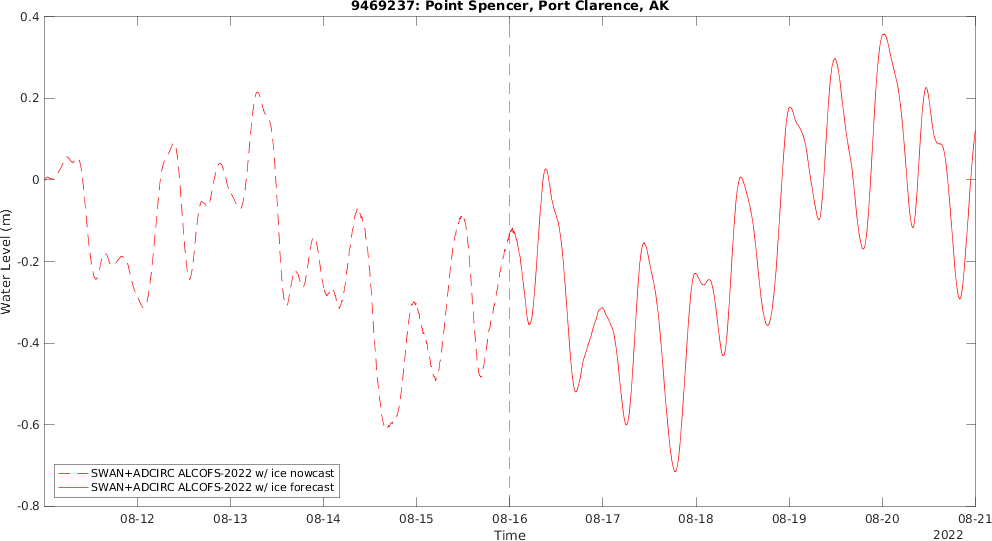 9469237: Point Spencer, Port Clarence, AK
0.4
0.2
0
-0.2
-0.4
-0.6
-0.8
Water Level (m)
SWAN+ADCIRC ALCOFS-2022 w/ ice nowcast
SWAN+ADCIRC ALCOFS-2022 w/ ice forecast
08-12 08-13 08-14 08-15 08-16 08-17 08-18 08-19 08-20 08-21
Time
2022